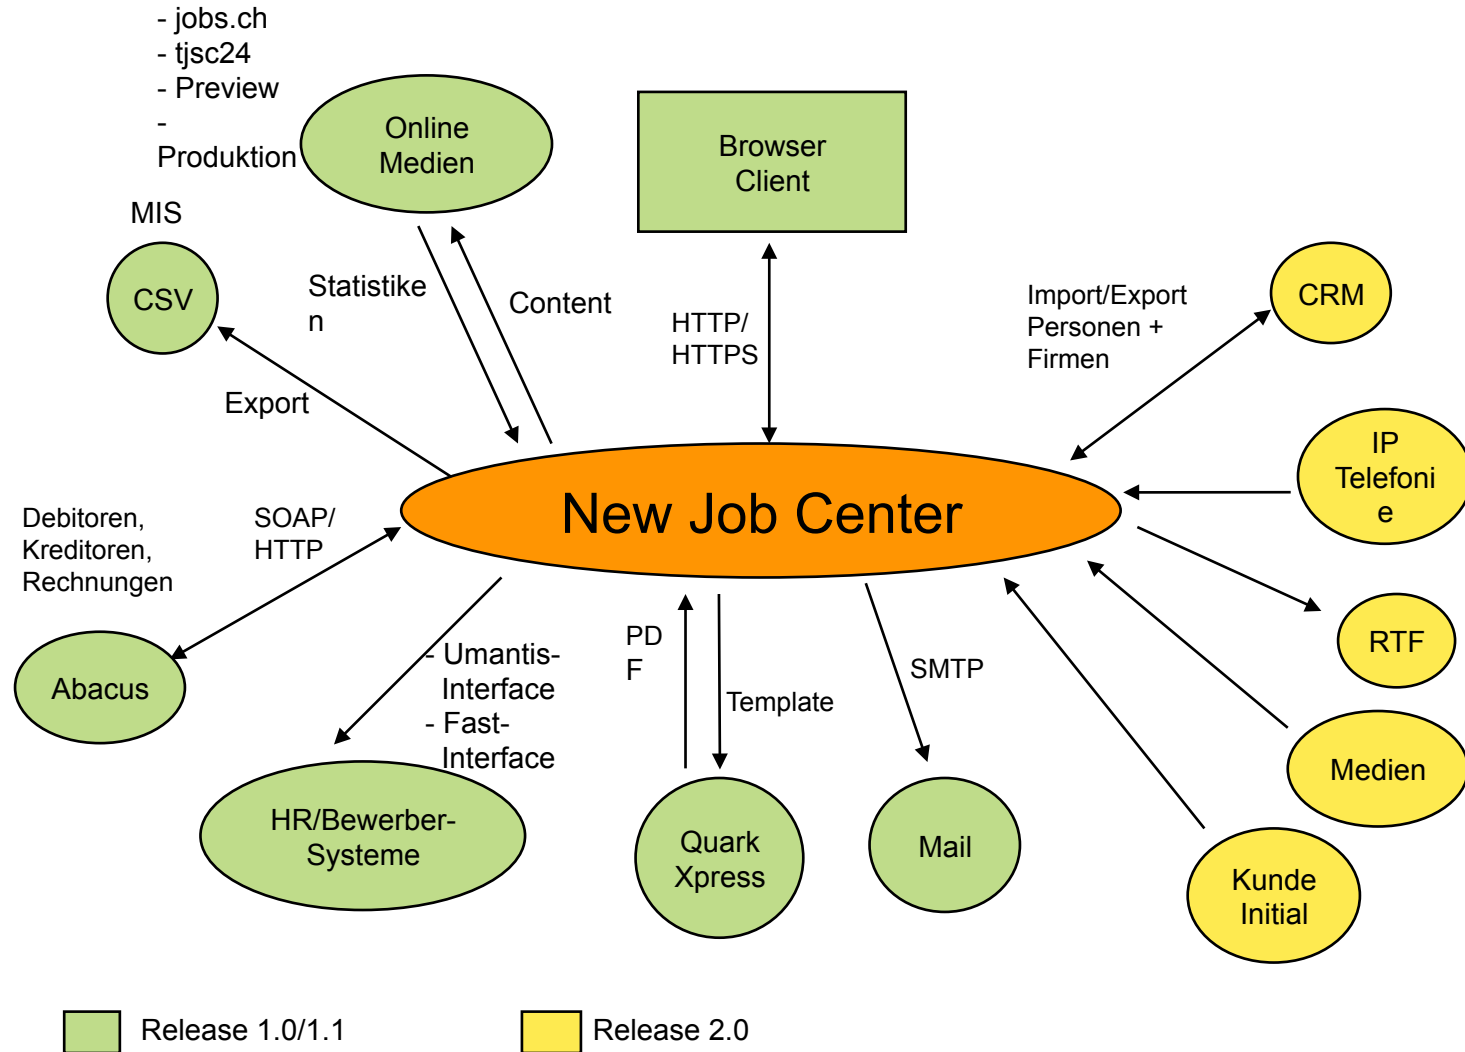 - jobs.ch
- tjsc24
- Preview
-
Produktion
Online
Medien
Browser
Client
MIS
CSV
Statistike
n
Content
HTTP/
HTTPS
Import/Export
Personen +
Firmen
CRM
Export
IP
Telefoni
e
New Job Center
Debitoren,
Kreditoren,
Rechnungen
SOAP/
HTTP
Abacus
- Umantis-
Interface
- Fast-
Interface
PD
F
Template
SMTP
RTF
Medien
HR/Bewerber-
Systeme
Quark
Xpress
Mail
Kunde
Initial
Release 1.0/1.1
Release 2.0